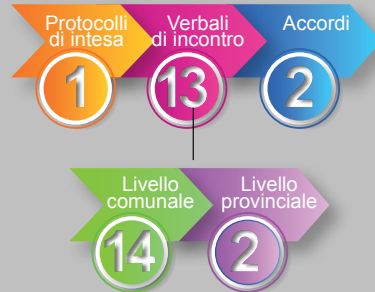 Protocolli
di intesa
Verbali
di incontro
Accordi
1
13
2
Livello
comunale
Livello
provinciale
14
2